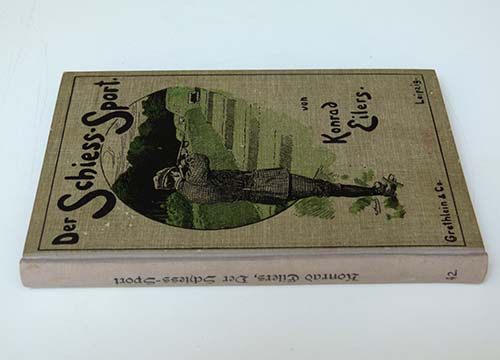 Der Schiess-Sport.
von
Konrad
Eilers.
Grethlein & Co.
Leipzig.
Konrad Eilers, Der Schiess-Sport
42